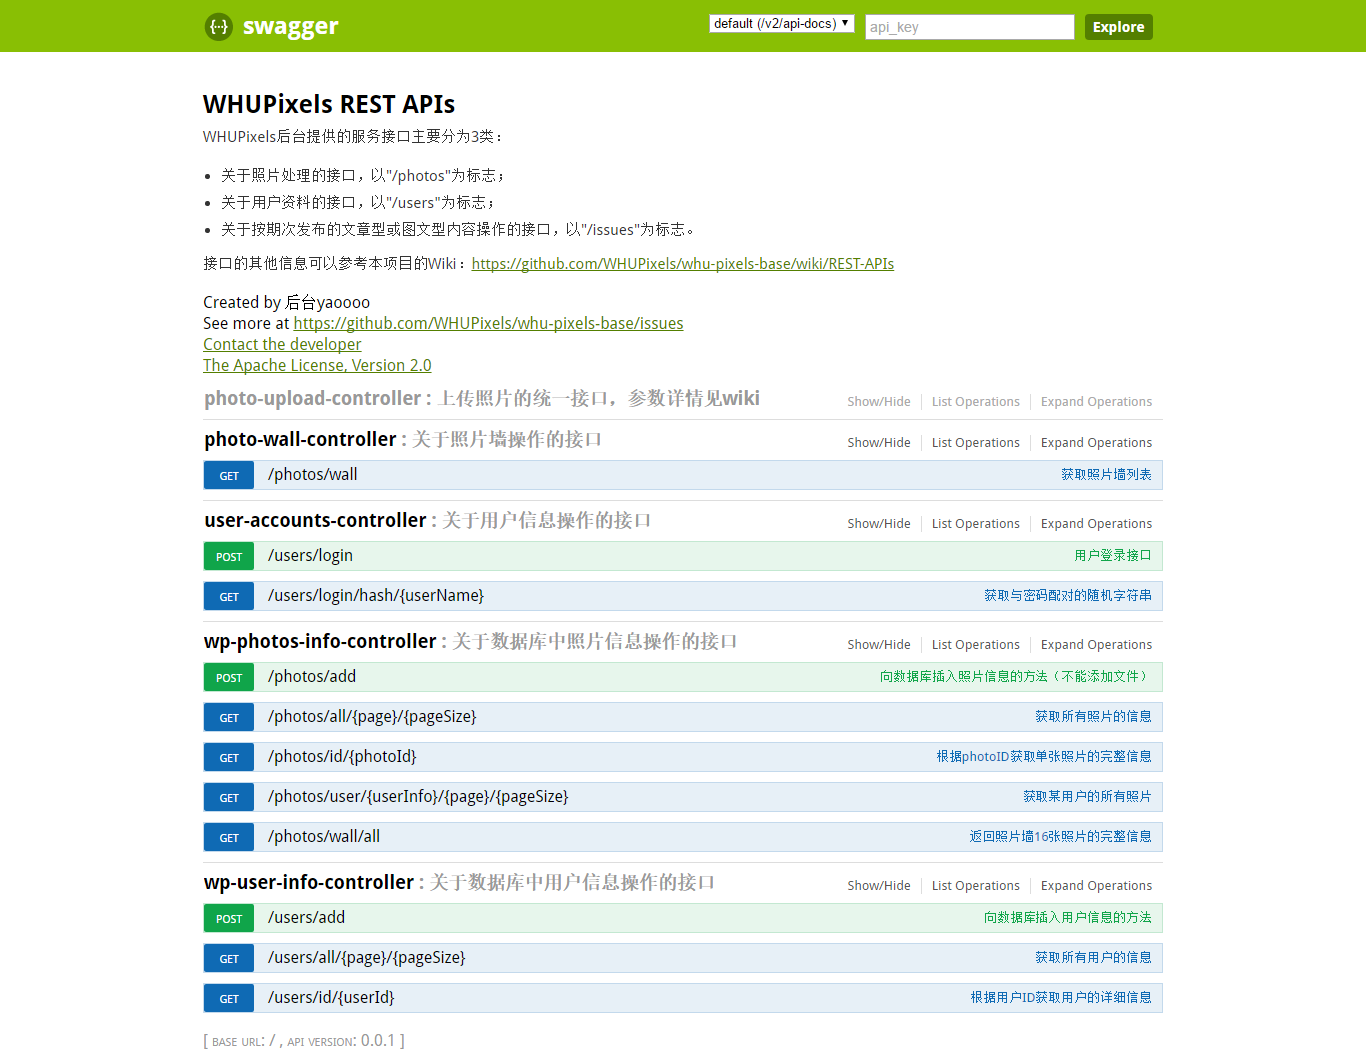 swagger
default (/v2/api-docs)
api_key
Explore
WHUPixels REST APIs
WHUPixels后台提供的服务接口主要分为3类：
关于照片处理的接口，以"/photos"为标志；
关于用户资料的接口，以"/users"为标志；
关于按期次发布的文章型或图文型内容操作的接口，以"/issues"为标志。
接口的其他信息可以参考本项目的Wiki：https://github.com/WHUPixels/whu-pixels-base/wiki/REST-APIs
Created by 后台yaoooo
See more at https://github.com/WHUPixels/whu-pixels-base/issues
Contact the developer
The Apache License, Version 2.0
photo-upload-controller : 上传照片的统一接口，参数详情见wiki Show/Hide List Operations Expand Operations
photo-wall-controller : 关于照片墙操作的接口 Show/Hide List Operations Expand Operations
GET /photos/wall 获取照片墙列表
user-accounts-controller : 关于用户信息操作的接口 Show/Hide List Operations Expand Operations
POST /users/login 用户登录接口
GET /users/login/hash/{userName} 获取与密码配对的随机字符串
wp-photos-info-controller : 关于数据库中照片信息操作的接口 Show/Hide List Operations Expand Operations
POST /photos/add 向数据库插入照片信息的方法（不能添加文件）
GET /photos/all/{page}/{pageSize} 获取所有照片的信息
GET /photos/id/{photoId} 根据photoID获取单张照片的完整信息
GET /photos/user/{userInfo}/{page}/{pageSize} 获取某用户的所有照片
GET /photos/wall/all 返回照片墙16张照片的完整信息
wp-user-info-controller : 关于数据库中用户信息操作的接口 Show/Hide List Operations Expand Operations
POST /users/add 向数据库插入用户信息的方法
GET /users/all/{page}/{pageSize} 获取所有用户的信息
GET /users/id/{userId} 根据用户ID获取用户的详细信息
[ BASE URL: / , API VERSION: 0.0.1 ]